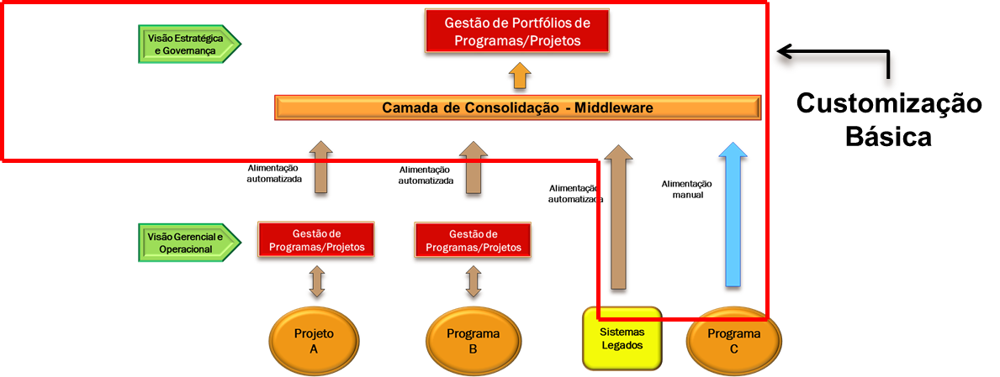 Gestão de Portfólios de
Programas/Projetos
Visão Estratégica
e Governança
Camada de Consolidação - Middleware
Customização
Básica
Alimentação
automatizada
Alimentação
automatizada
Alimentação
automatizada
Alimentação
manual
Visão Gerencial e
Operacional
Gestão de
Programas/Projetos
Gestão de
Programas/Projetos
Projeto
A
Programa
B
Sistemas
Legados
Programa
C